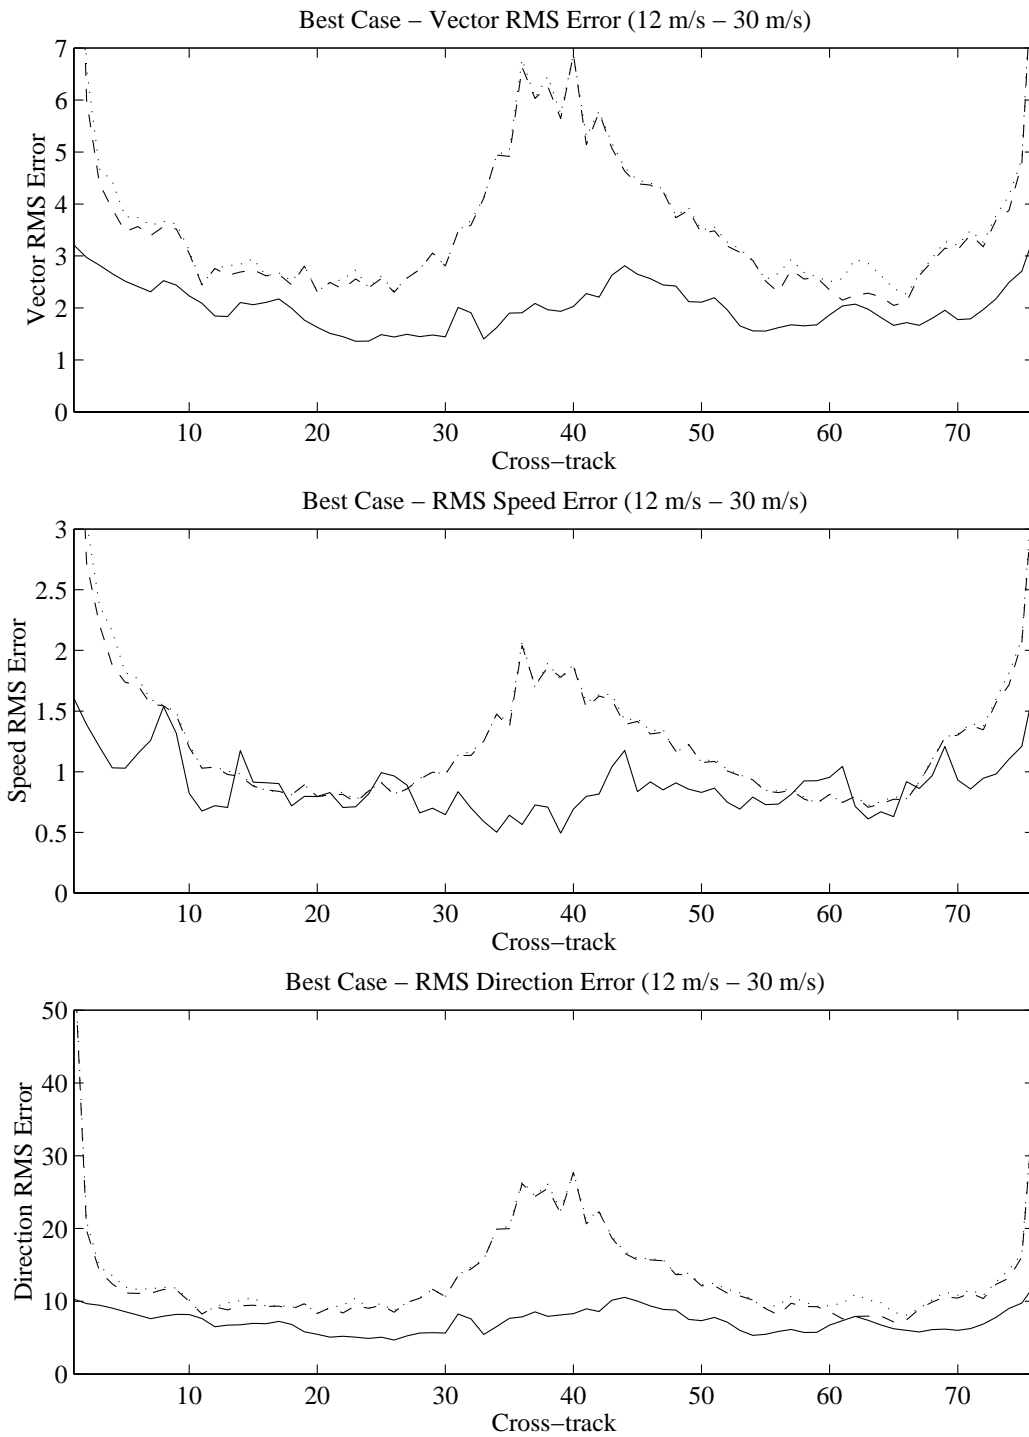 Best Case − Vector RMS Error (12 m/s − 30 m/s)
7
6
5
4
3
2
1
0
Vector RMS Error
10 20 30 40 50 60 70
Cross−track
Best Case − RMS Speed Error (12 m/s − 30 m/s)
3
2.5
2
1.5
1
0.5
0
Speed RMS Error
10 20 30 40 50 60 70
Cross−track
Best Case − RMS Direction Error (12 m/s − 30 m/s)
50
40
30
20
10
0
Direction RMS Error
10 20 30 40 50 60 70
Cross−track